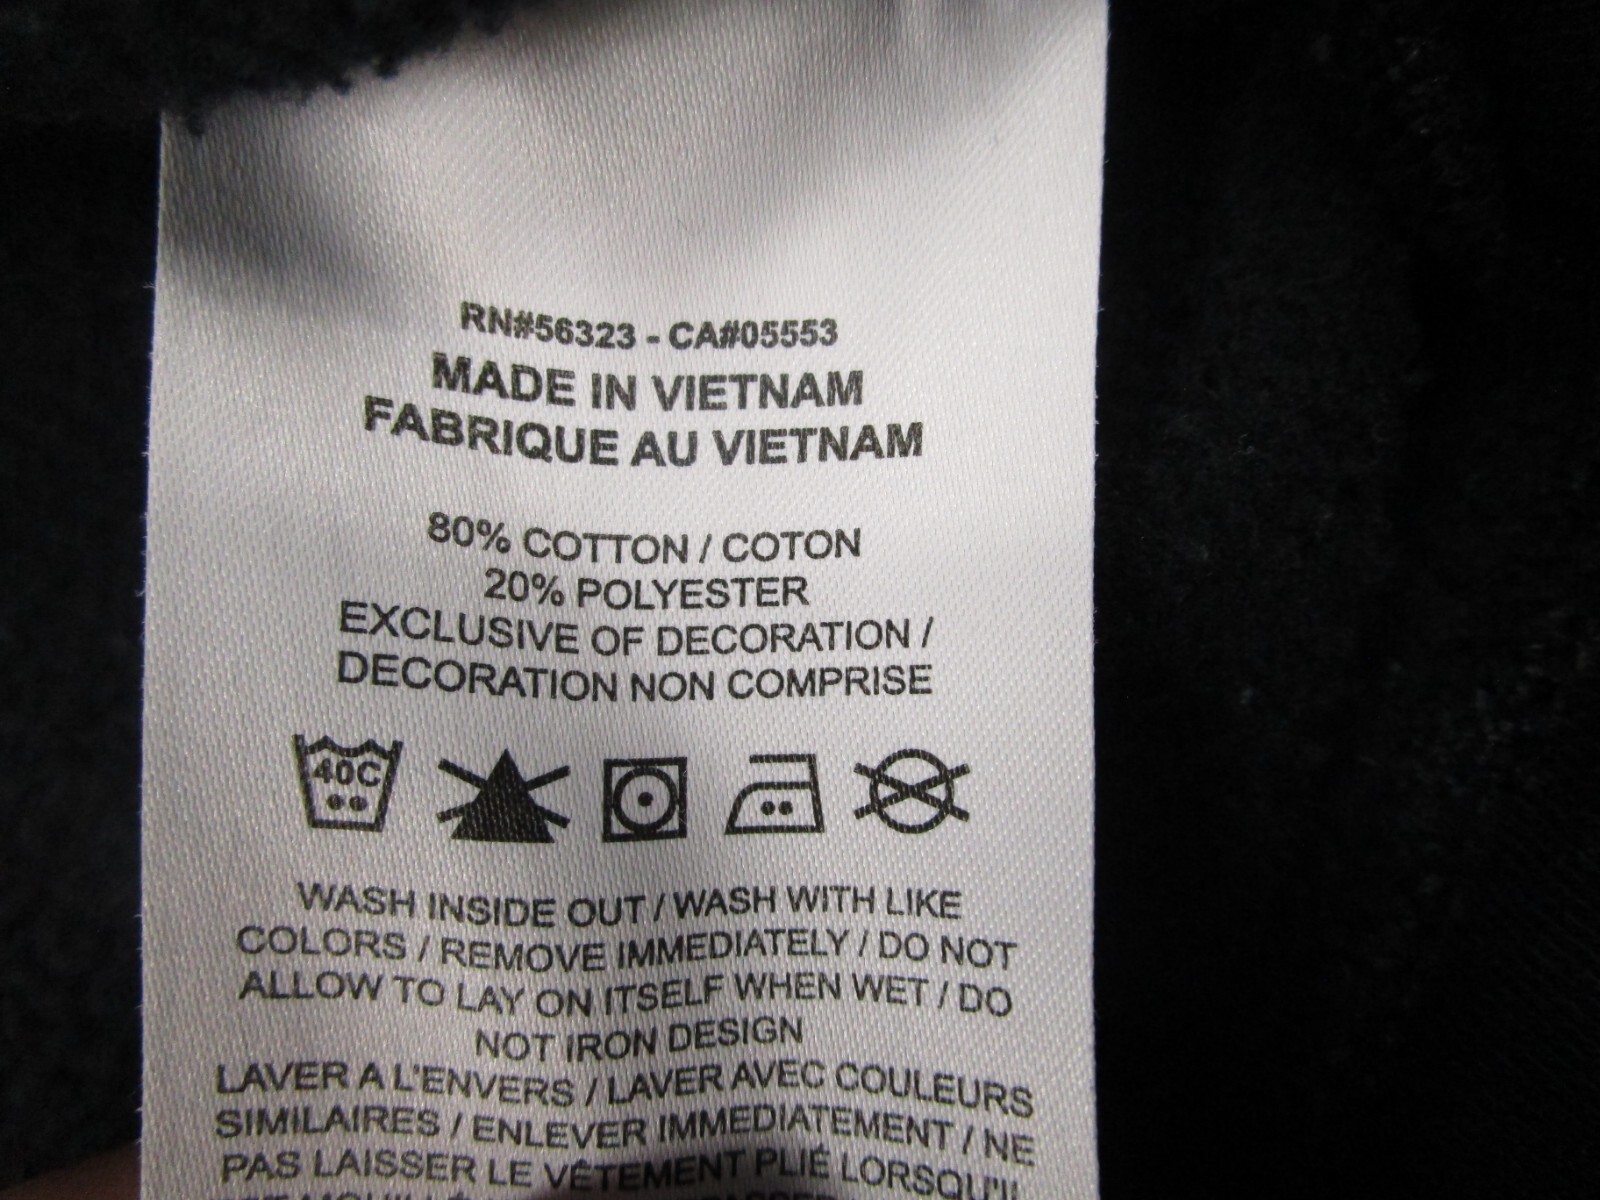 RN#56323 - CA#05553
MADE IN VIETNAM
FABRIQUE AU VIETNAM
80% COTTON / COTON
20% POLYESTER
EXCLUSIVE OF DECORATION /
DECORATION NON COMPRISE
40C
WASH INSIDE OUT / WASH WITH LIKE
COLORS / REMOVE IMMEDIATELY / DO NOT
ALLOW TO LAY ON ITSELF WHEN WET / DO
NOT IRON DESIGN
LAVER A L'ENVERS / LAVER AVEC COULEURS
SIMILAIRES / ENLEVER IMMEDIATEMENT / NE
PAS LAISSER LE VÊTEMENT PLIÉ LORSQU'IL